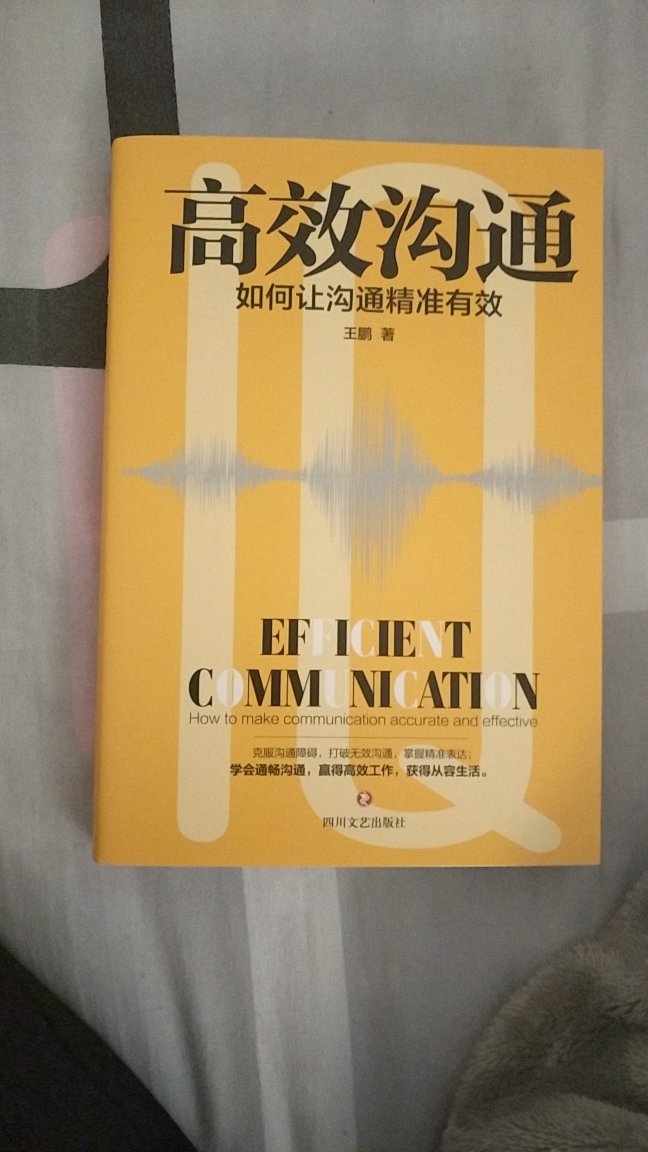 高效沟通
如何让沟通精准有效
王鹏 著
EFFICIENT
COMMUNICATION
How to make communication accurate and effective
克服沟通障碍，打破无效沟通，掌握精准表达；
学会通畅沟通，赢得高效工作，获得从容生活。
四川文艺出版社
IQ